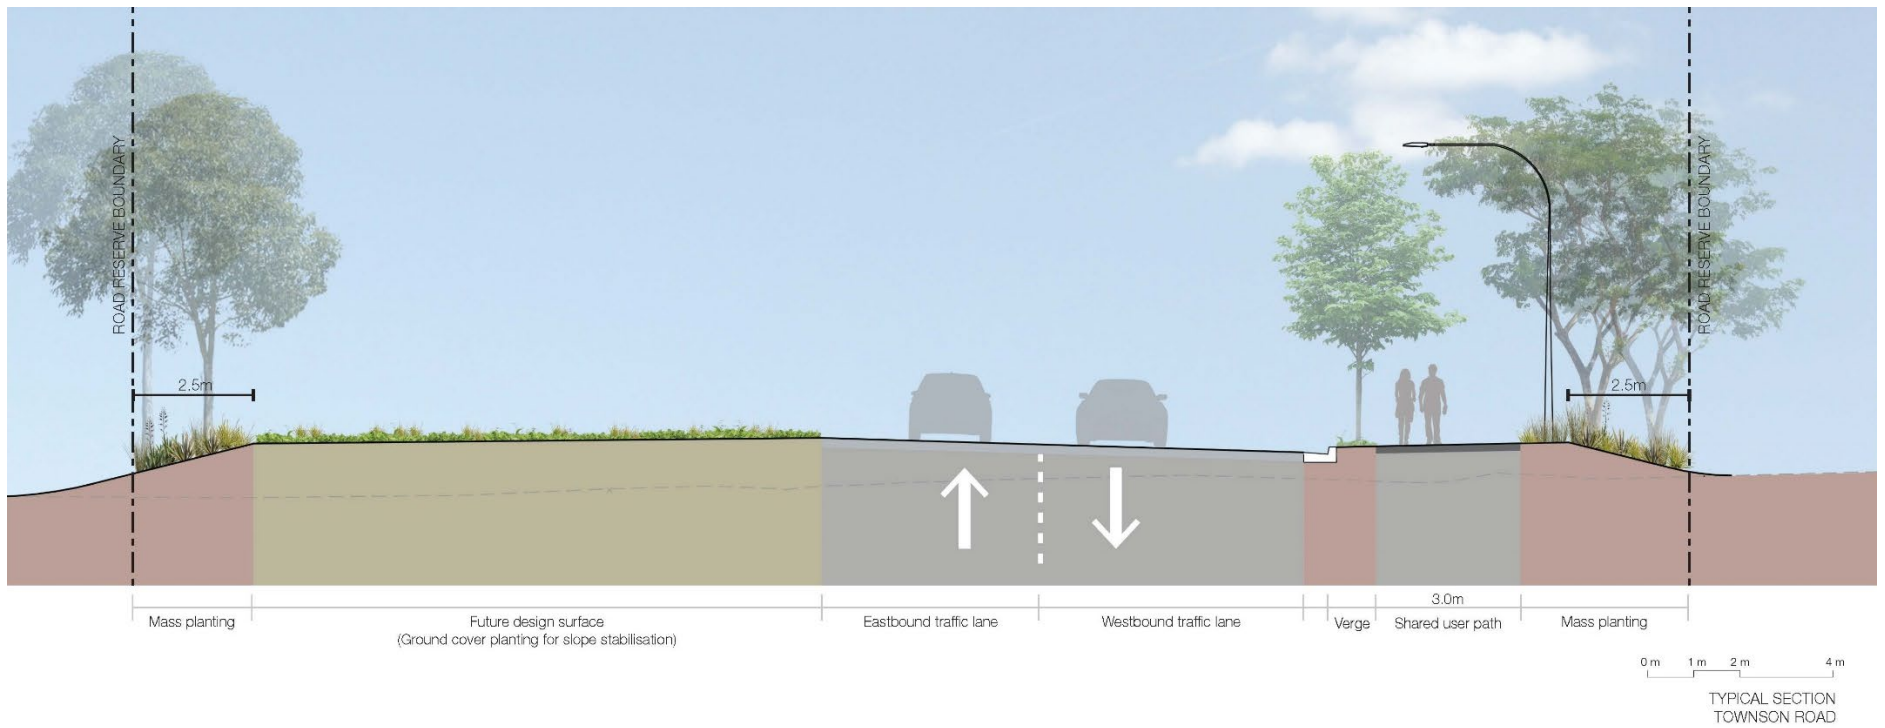 ROAD RESERVE BOUNDARY
ROAD RESERVE BOUNDARY
2.5m
2.5m
3.0m
Mass planting
Future design surface
(Ground cover planting for slope stabilisation)
Eastbound traffic lane
Westbound traffic lane
Verge
Shared user path
Mass planting
0 m 1 m 2 m 4 m
TYPICAL SECTION
TOWNSON ROAD